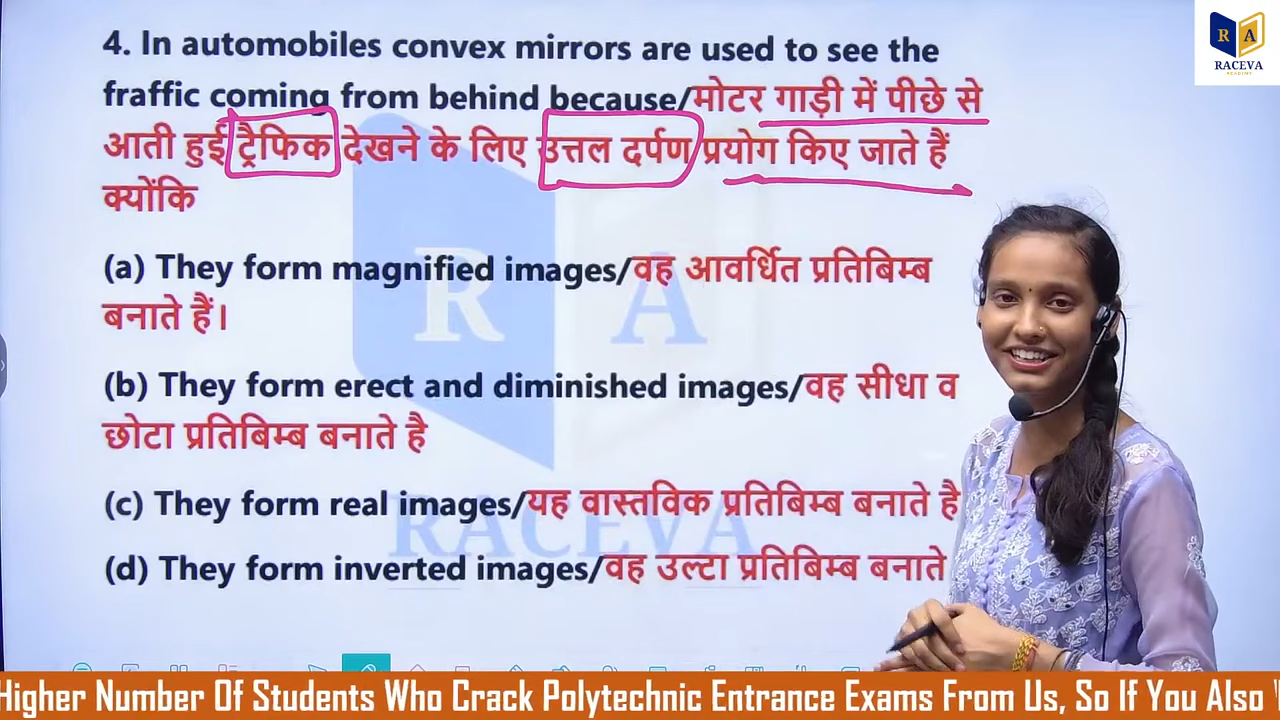 R A
RACEVA
ACADEMY
4. In automobiles convex mirrors are used to see the
fraffic coming from behind because/मोटर गाड़ी में पीछे से
आती हुई ट्रैफिक देखने के लिए उत्तल दर्पण प्रयोग किए जाते हैं
क्योंकि
(a) They form magnified images/वह आवर्धित प्रतिबिम्ब
बनाते हैं।
(b) They form erect and diminished images/वह सीधा व
छोटा प्रतिबिम्ब बनाते है
(c) They form real images/यह वास्तविक प्रतिबिम्ब बनाते है
(d) They form inverted images/वह उल्टा प्रतिबिम्ब बनाते
R A
RACEVA
Higher Number Of Students Who Crack Polytechnic Entrance Exams From Us, So If You Also